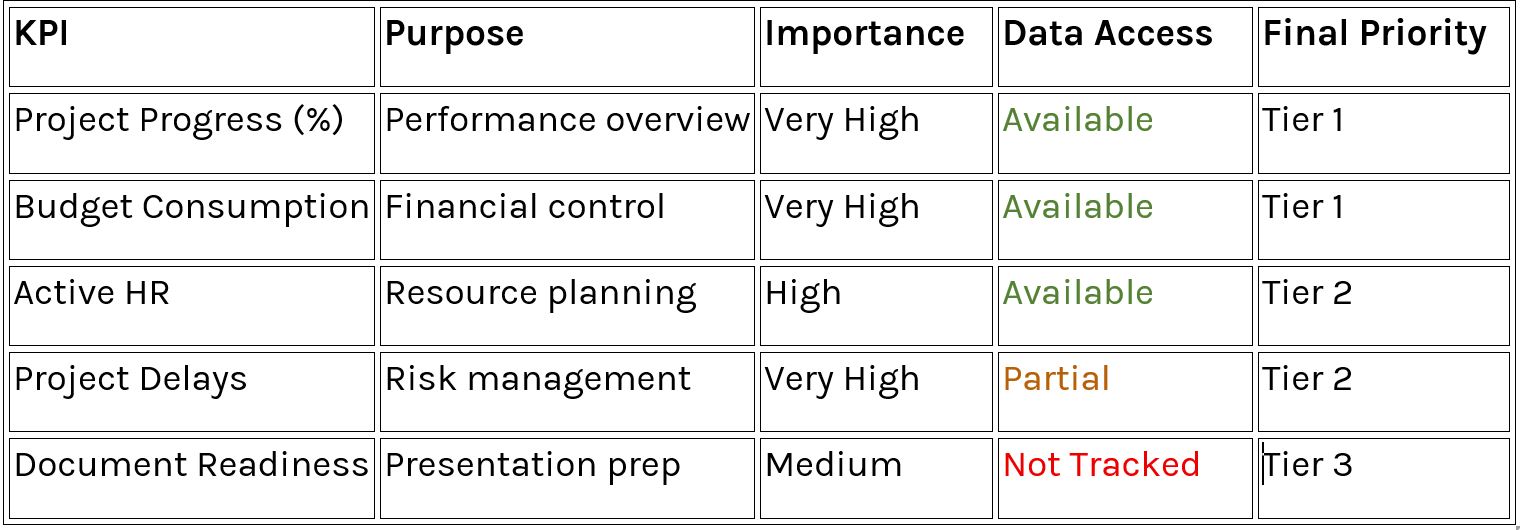 KPI Purpose Importance Data Access Final Priority
Project Progress (%) Performance overview Very High Available Tier 1
Budget Consumption Financial control Very High Available Tier 1
Active HR Resource planning High Available Tier 2
Project Delays Risk management Very High Partial Tier 2
Document Readiness Presentation prep Medium Not Tracked Tier 3